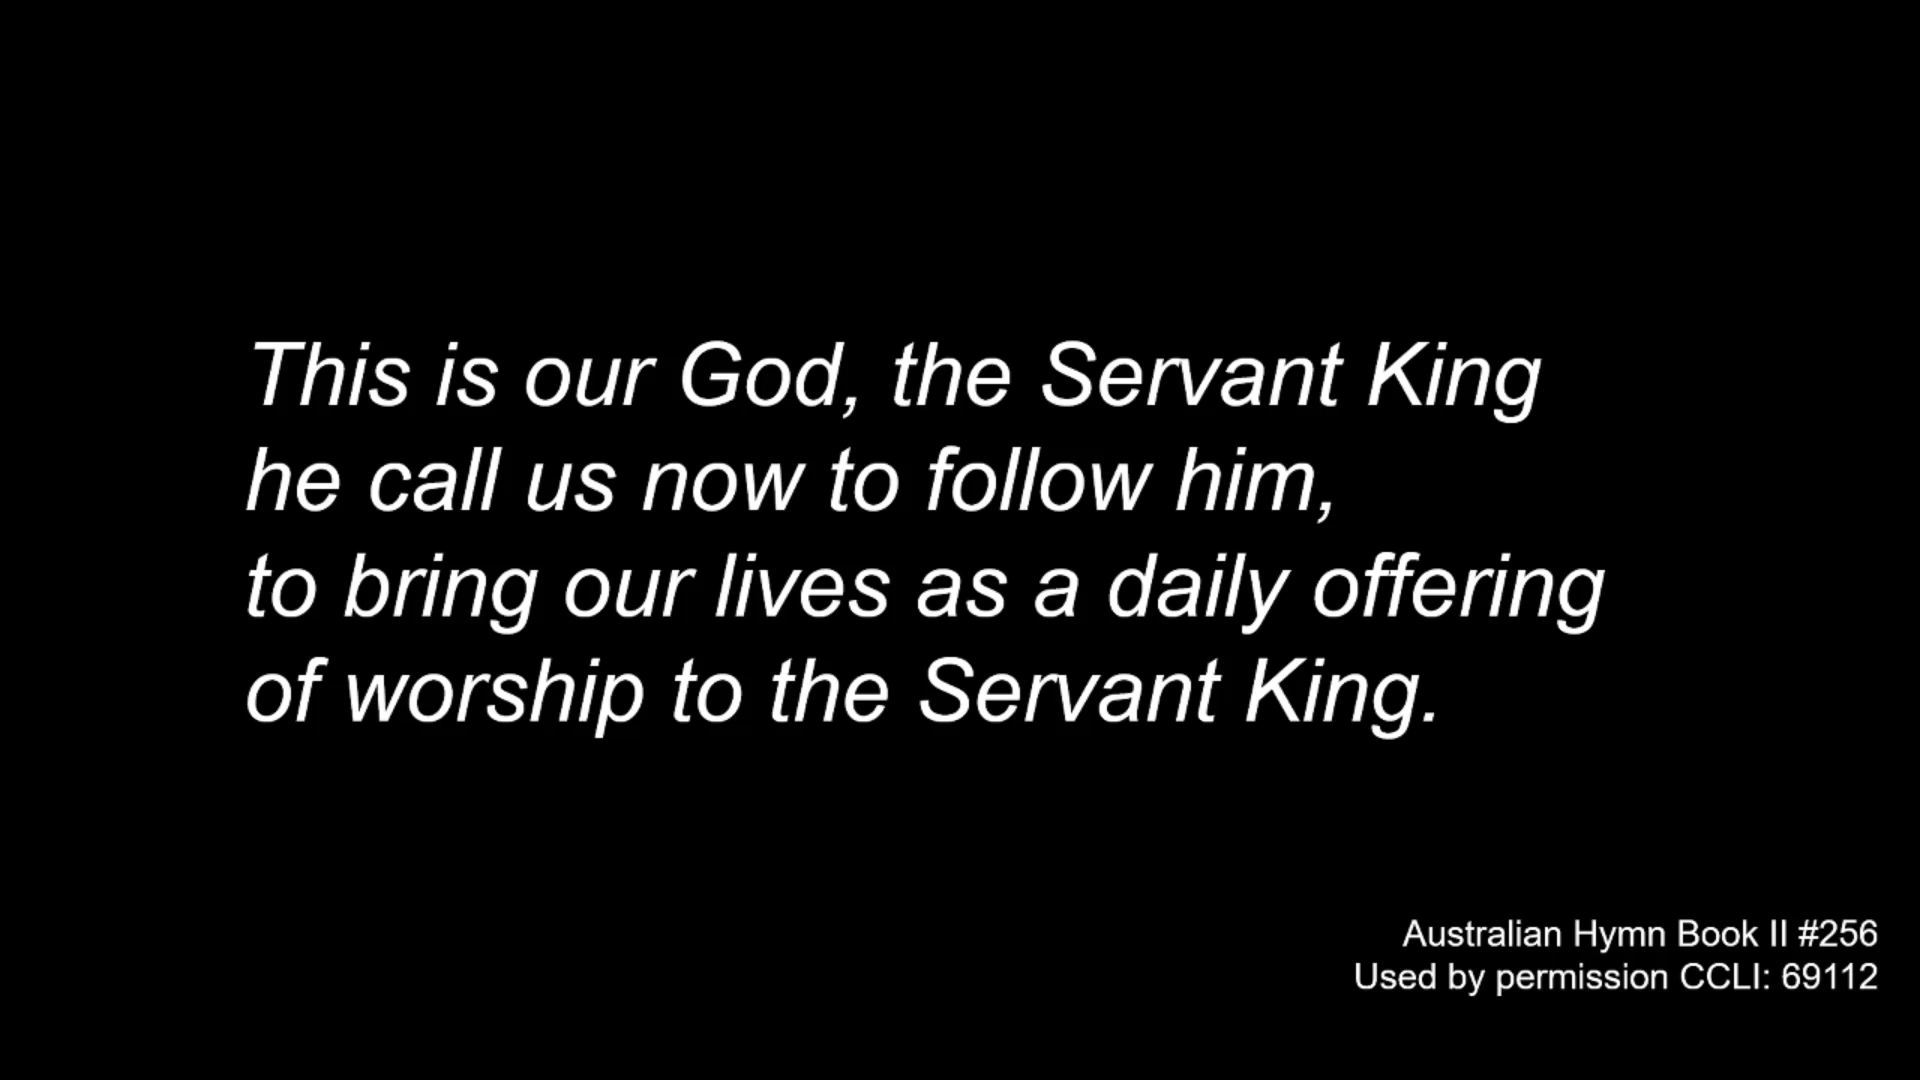 This is our God, the Servant King
he call us now to follow him,
to bring our lives as a daily offering
of worship to the Servant King.
Australian Hymn Book II #256
Used by permission CCLI: 69112